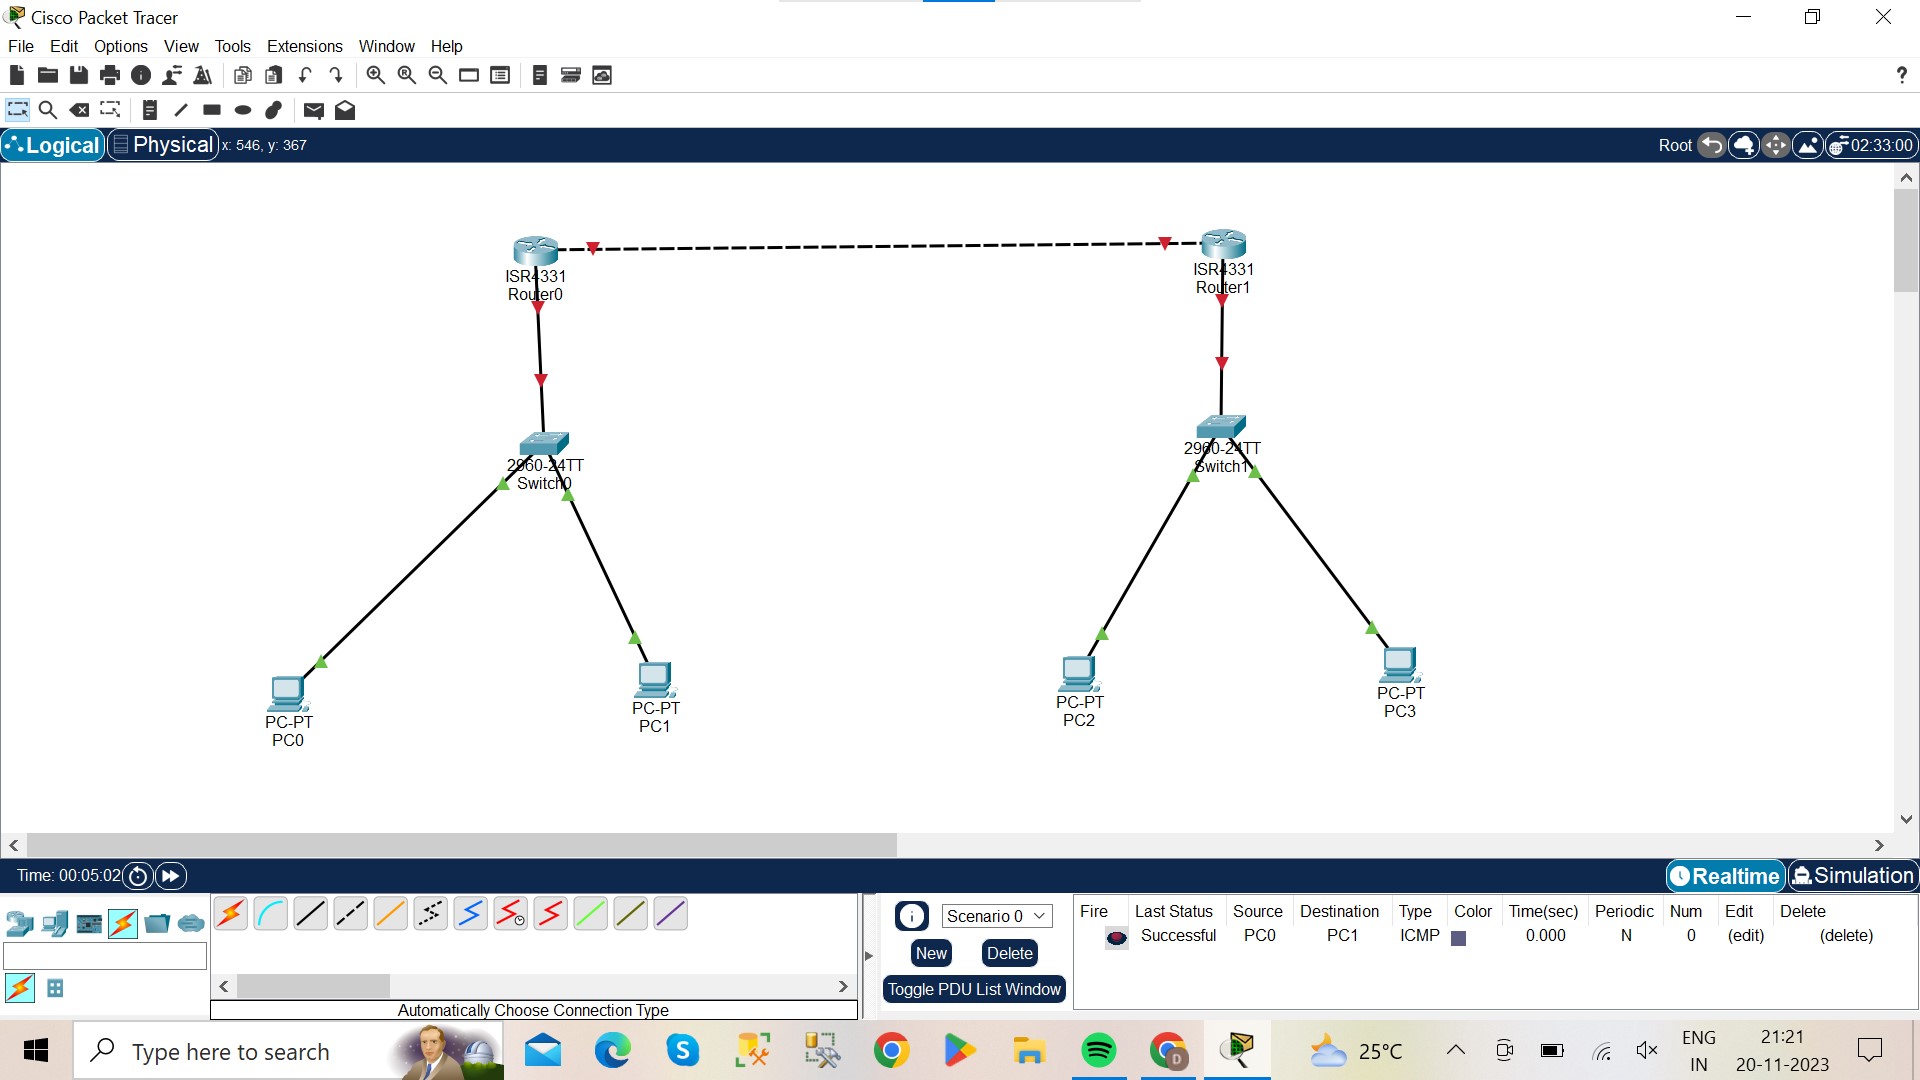 Cisco Packet Tracer
File Edit Options View Tools Extensions Window Help
?
Logical Physical x: 546, y: 367 Root 02:33:00
ISR4331
Router0
ISR4331
Router1
2960-24TT
Switch0
2960-24TT
Switch1
PC-PT
PC0
PC-PT
PC1
PC-PT
PC2
PC-PT
PC3
Time: 00:05:02 Realtime Simulation
Scenario 0
New Delete
Toggle PDU List Window
Fire Last Status Source Destination Type Color Time(sec) Periodic Num Edit Delete
Successful PC0 PC1 ICMP 0.000 N 0 (edit) (delete)
Automatically Choose Connection Type
Type here to search
25°C
ENG
IN
21:21
20-11-2023